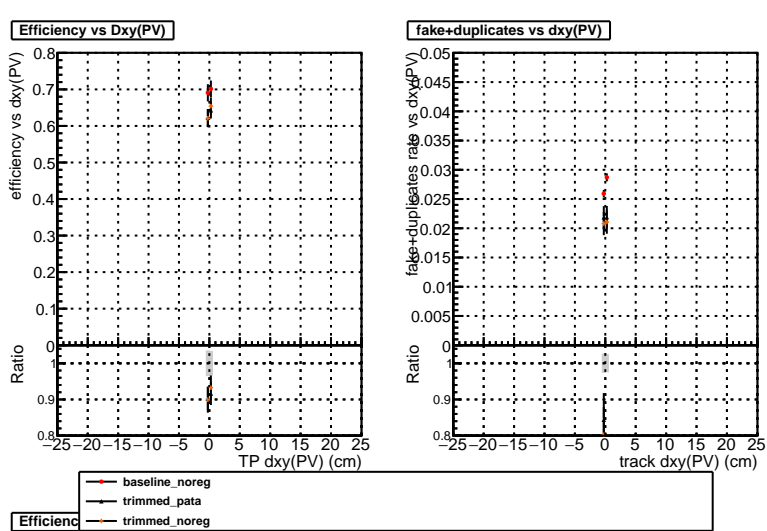 Efficiency vs Dxy(PV)
efficiency vs dxy(PV)
0.8
0.7
0.6
0.5
0.4
0.3
0.2
0.1
0
Ratio
1
0.9
0.8
−25 −20 −15 −10 −5 0 5 10 15 20 25
TP dxy(PV) (cm)
fake+duplicates vs dxy(PV)
fake+duplicates rate vs dxy(PV)
0.05
0.045
0.04
0.035
0.03
0.025
0.02
0.015
0.01
0.005
0
Ratio
1
0.9
0.8
−25 −20 −15 −10 −5 0 5 10 15 20 25
track dxy(PV) (cm)
baseline_noreg
trimmed_pata
trimmed_noreg
Efficienc